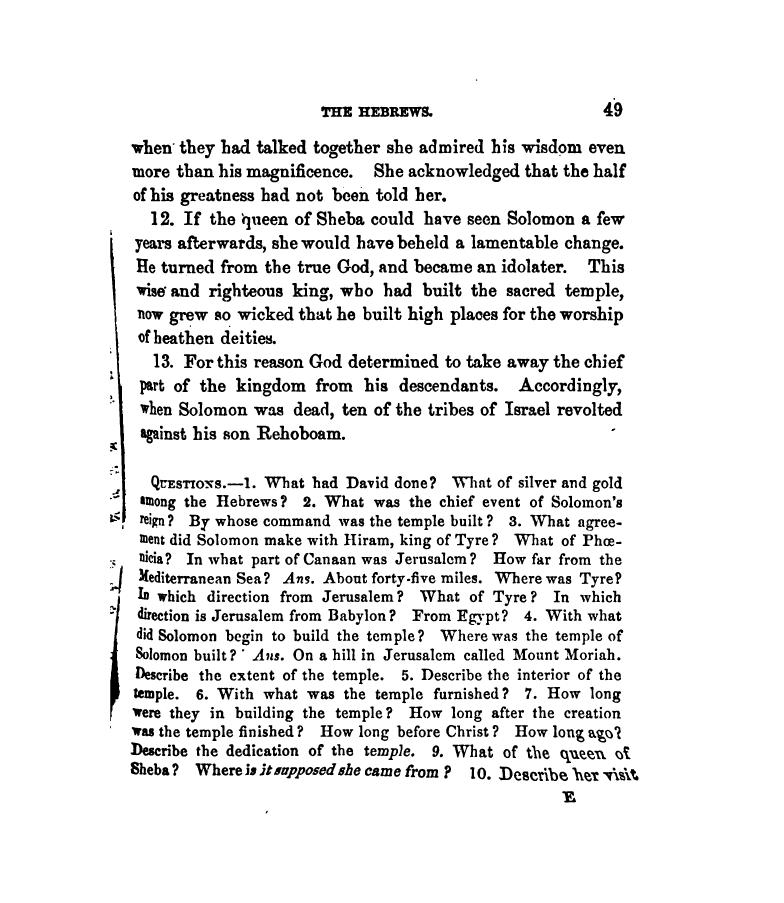 THE HEBREWS. 49
when they had talked together she admired his wisdom even
more than his magnificence. She acknowledged that the half
of his greatness had not been told her.
12. If the queen of Sheba could have seen Solomon a few
years afterwards, she would have beheld a lamentable change.
He turned from the true God, and became an idolater. This
wise and righteous king, who had built the sacred temple,
now grew so wicked that he built high places for the worship
of heathen deities.
13. For this reason God determined to take away the chief
part of the kingdom from his descendants. Accordingly,
when Solomon was dead, ten of the tribes of Israel revolted
against his son Rehoboam.
QUESTIONS.—1. What had David done? What of silver and gold
among the Hebrews? 2. What was the chief event of Solomon's
reign? By whose command was the temple built? 3. What agree-
ment did Solomon make with Hiram, king of Tyre? What of Phœ-
nicia? In what part of Canaan was Jerusalem? How far from the
Mediterranean Sea? Ans. About forty-five miles. Where was Tyre?
In which direction from Jerusalem? What of Tyre? In which
direction is Jerusalem from Babylon? From Egypt? 4. With what
did Solomon begin to build the temple? Where was the temple of
Solomon built? Ans. On a hill in Jerusalem called Mount Moriah.
Describe the extent of the temple. 5. Describe the interior of the
temple. 6. With what was the temple furnished? 7. How long
were they in building the temple? How long after the creation
was the temple finished? How long before Christ? How long ago?
Describe the dedication of the temple. 9. What of the queen of
Sheba? Where is it supposed she came from? 10. Describe her visit
E